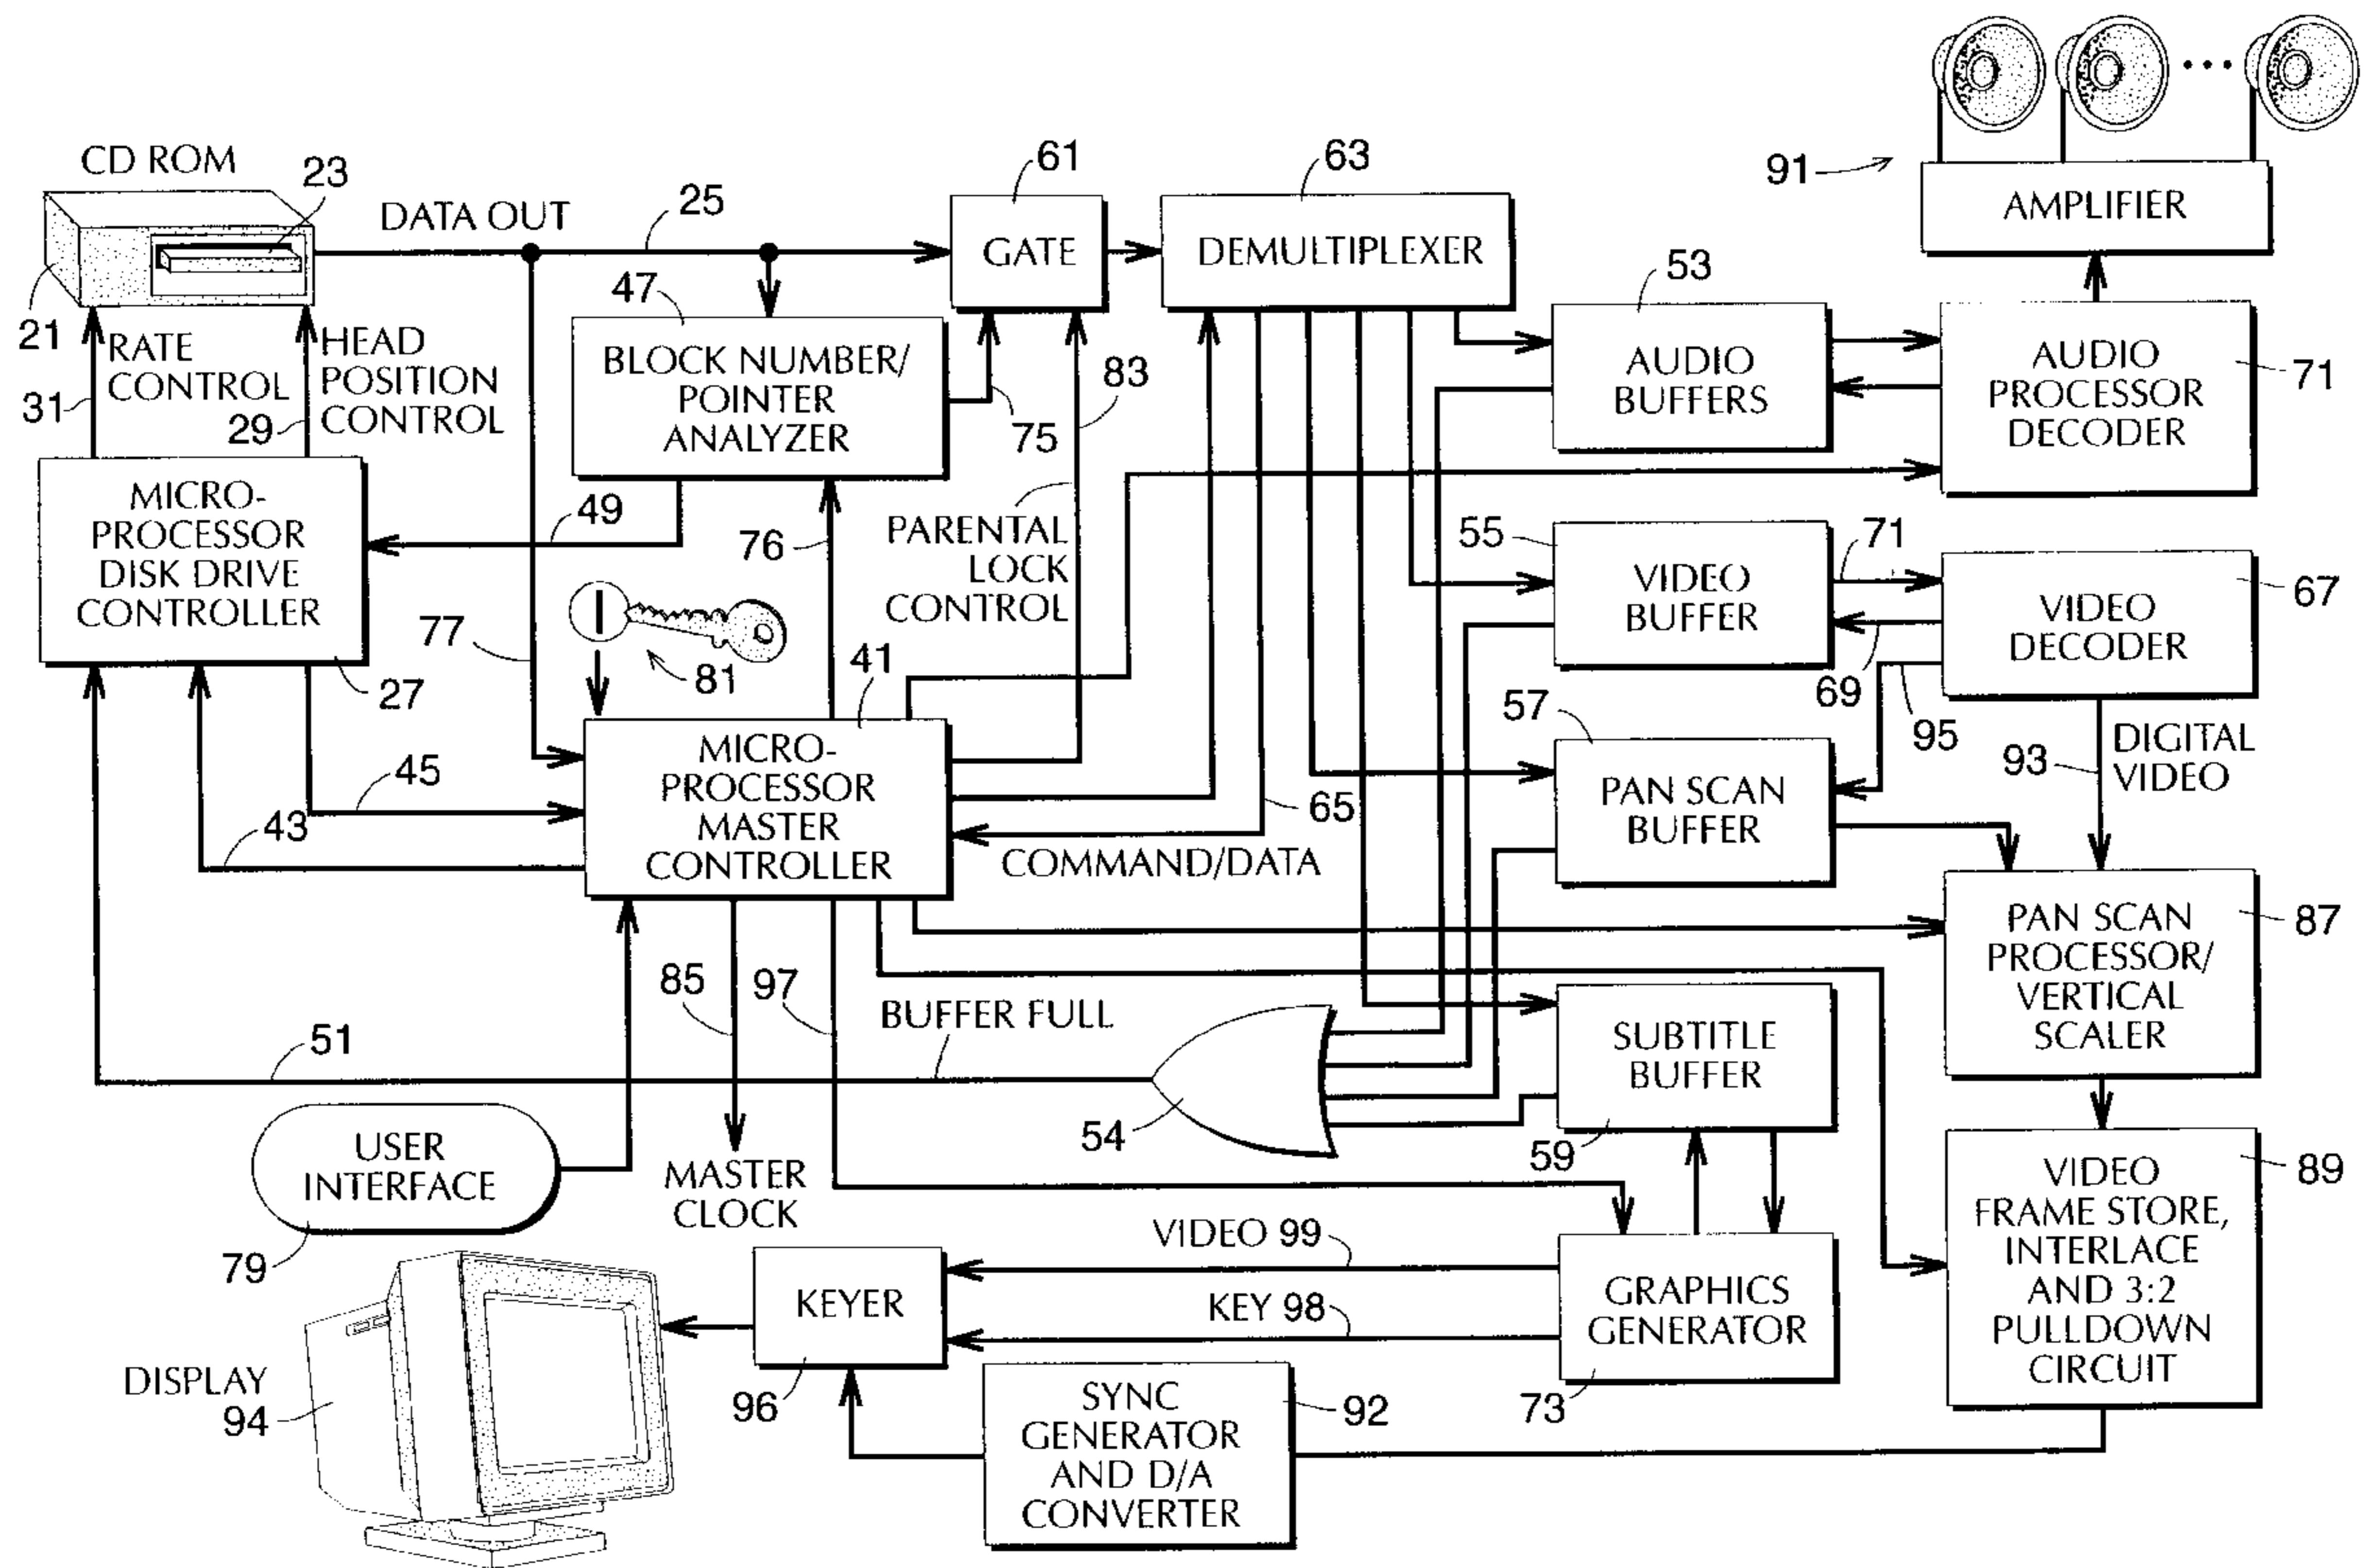 CD ROM
23
DATA OUT
25
61
63
91
AMPLIFIER
GATE
DEMULTIPLEXER
21
RATE
CONTROL
31
HEAD
POSITION
CONTROL
29
47
BLOCK NUMBER/
POINTER
ANALYZER
75
83
53
AUDIO
BUFFERS
AUDIO
PROCESSOR
DECODER
71
MICRO-
PROCESSOR
DISK DRIVE
CONTROLLER
27
49
76
77
81
PARENTAL
LOCK
CONTROL
41
55
VIDEO
BUFFER
71
69
VIDEO
DECODER
67
95
93
DIGITAL
VIDEO
45
43
MICRO-
PROCESSOR
MASTER
CONTROLLER
65
COMMAND/DATA
57
PAN SCAN
BUFFER
PAN SCAN
PROCESSOR/
VERTICAL
SCALER
87
85
97
BUFFER FULL
51
54
SUBTITLE
BUFFER
59
USER
INTERFACE
79
MASTER
CLOCK
VIDEO
FRAME STORE,
INTERLACE
AND 3:2
PULLDOWN
CIRCUIT
89
VIDEO 99
KEY 98
KEYER
96
GRAPHICS
GENERATOR
73
DISPLAY
94
SYNC
GENERATOR
AND D/A
CONVERTER
92